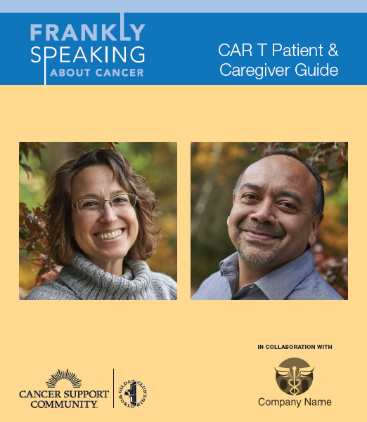 FRANKLY
SPEAKING
ABOUT CANCER
CAR T Patient &
Caregiver Guide
IN COLLABORATION WITH
CANCER SUPPORT
COMMUNITY
Company Name